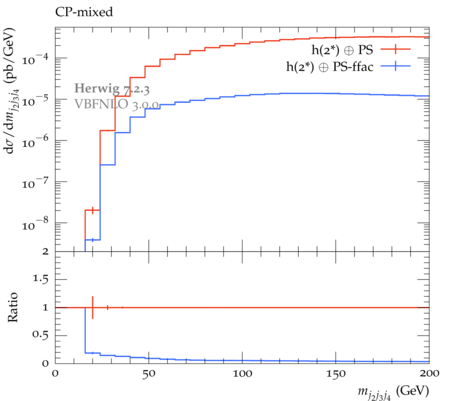 CP-mixed
h(2*) ⊕ PS
h(2*) ⊕ PS-ffac
Herwig 7.2.3
VBFNLO 3.0.0
dσ/dm_{j₂j₃j₄} (pb/GeV)
10⁻⁴
10⁻⁵
10⁻⁶
10⁻⁷
10⁻⁸
2
1.5
1
0.5
0
Ratio
0 50 100 150 200
m_{j₂j₃j₄} (GeV)